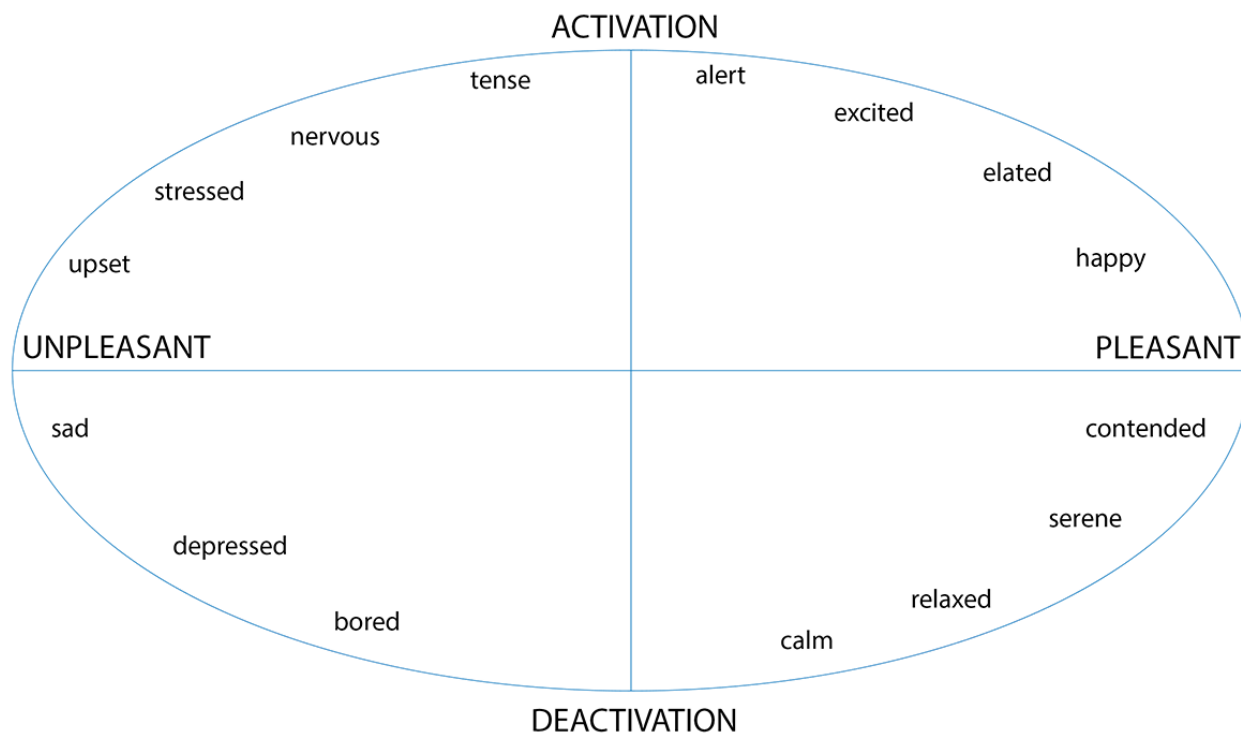 ACTIVATION
tense
alert
excited
nervous
elated
stressed
upset
happy
UNPLEASANT
PLEASANT
sad
contended
serene
depressed
relaxed
bored
calm
DEACTIVATION